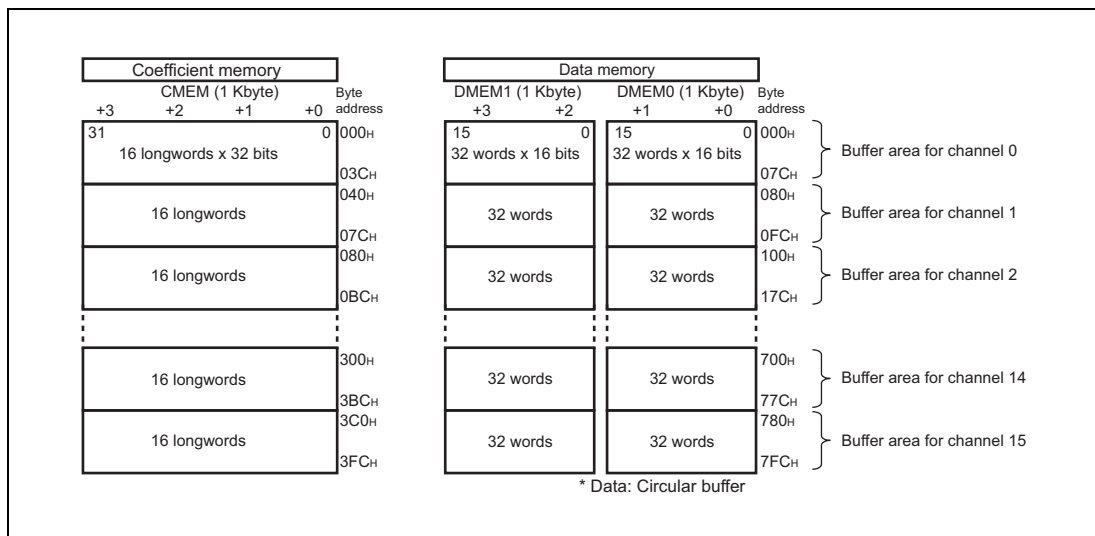 Coefficient memory
Data memory
CMEM (1 Kbyte)
Byte address
+3 +2 +1 +0
DMEM1 (1 Kbyte)
DMEM0 (1 Kbyte)
Byte address
+3 +2
+1 +0
31 0
000H
16 longwords x 32 bits
03CH
15 0
32 words x 16 bits
15 0
32 words x 16 bits
000H
07CH
Buffer area for channel 0
040H
16 longwords
07CH
32 words
32 words
080H
0FCH
Buffer area for channel 1
080H
16 longwords
0BCH
32 words
32 words
100H
17CH
Buffer area for channel 2
300H
16 longwords
3BCH
32 words
32 words
700H
77CH
Buffer area for channel 14
3C0H
16 longwords
3FCH
32 words
32 words
780H
7FCH
Buffer area for channel 15
* Data: Circular buffer